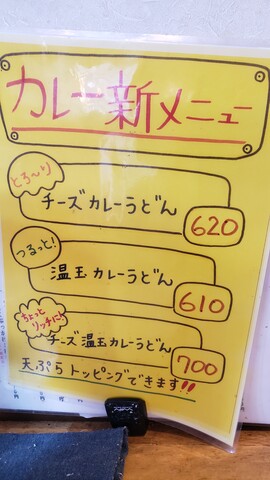 カレー新メニュー
とろ〜り
チーズカレーうどん
620
つるっと!
温玉カレーうどん
610
ちょっと
リッチに!
チーズ温玉カレーうどん
700
天ぷらトッピングできます!!